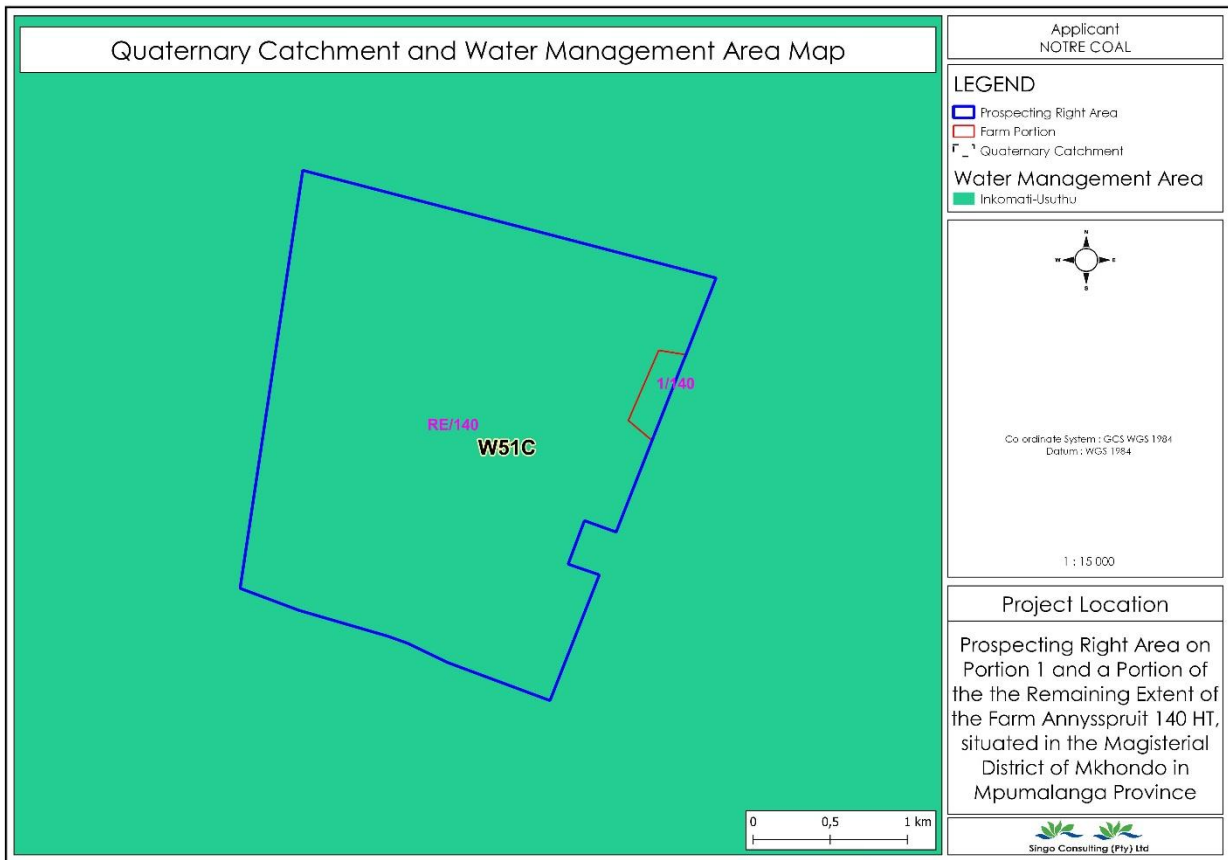 Quaternary Catchment and Water Management Area Map
RE/140
W51C
1/140
0
0,5
1 km
Applicant
NOTRE COAL
LEGEND
Prospecting Right Area
Farm Portion
Quaternary Catchment
Water Management Area
Inkomati-Usuthu
N
W
E
S
Co ordinate System : GCS WGS 1984
Datum : WGS 1984
1 : 15 000
Project Location
Prospecting Right Area on
Portion 1 and a Portion of
the the Remaining Extent of
the Farm Annysspruit 140 HT,
situated in the Magisterial
District of Mkhondo in
Mpumalanga Province
Singo Consulting (Pty) Ltd